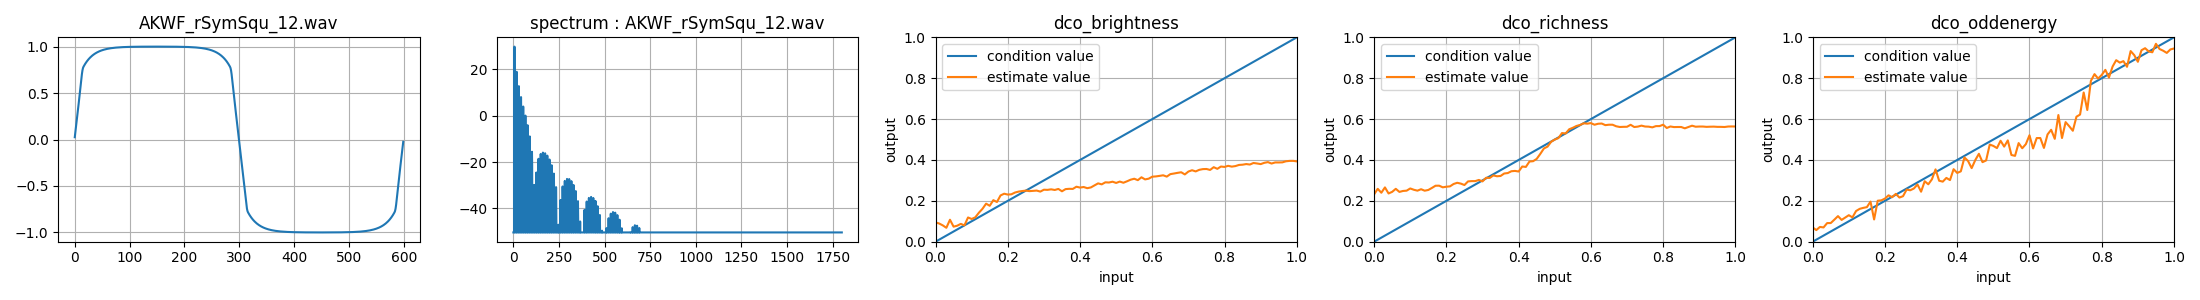 AKWF_rSymSqu_12.wav
1.0
0.5
0.0
−0.5
−1.0
0 100 200 300 400 500 600
spectrum : AKWF_rSymSqu_12.wav
20
0
−20
−40
0 250 500 750 1000 1250 1500 1750
dco_brightness
condition value
estimate value
output
1.0
0.8
0.6
0.4
0.2
0.0
0.0 0.2 0.4 0.6 0.8 1.0
input
dco_richness
condition value
estimate value
output
1.0
0.8
0.6
0.4
0.2
0.0
0.0 0.2 0.4 0.6 0.8 1.0
input
dco_oddenergy
condition value
estimate value
output
1.0
0.8
0.6
0.4
0.2
0.0
0.0 0.2 0.4 0.6 0.8 1.0
input